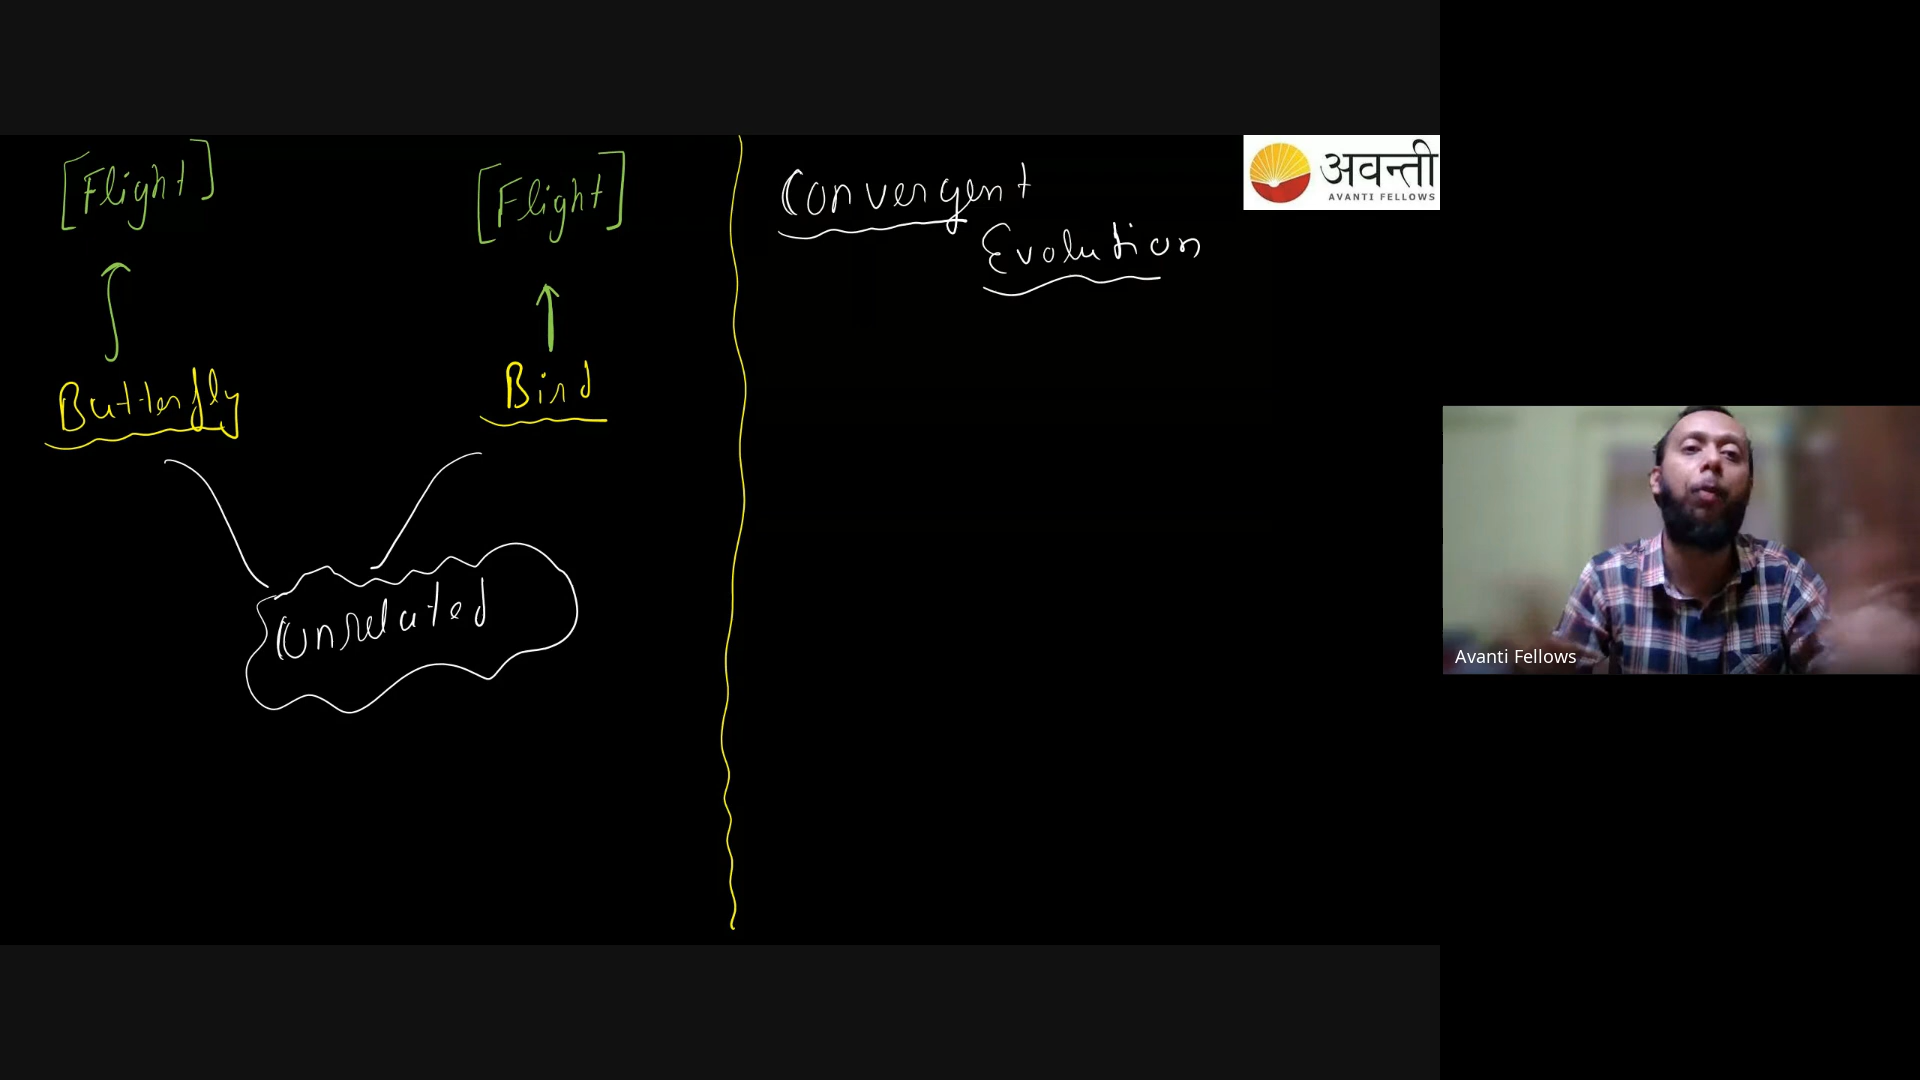 [Flight]
[Flight]
Butterfly
Bird
unrelated
Convergent
Evolution
अवन्ती
AVANTI FELLOWS
Avanti Fellows